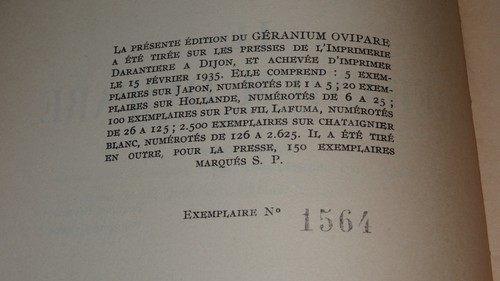 La présente édition du GÉRANIUM OVIPARE
a été tirée sur les presses de l'Imprimerie
Darantiere a Dijon, et achevée d'imprimer
le 15 février 1935. Elle comprend : 5 exem-
plaires sur Japon, numérotés de 1 a 5 ; 20 exem-
plaires sur Hollande, numérotés de 6 a 25 ;
100 exemplaires sur Pur fil Lafuma, numérotés
de 26 a 125 ; 2.500 exemplaires sur chataignier
blanc, numérotés de 126 a 2.625. Il a été tiré
en outre, pour la presse, 150 exemplaires
marqués S. P.
Exemplaire No 1564